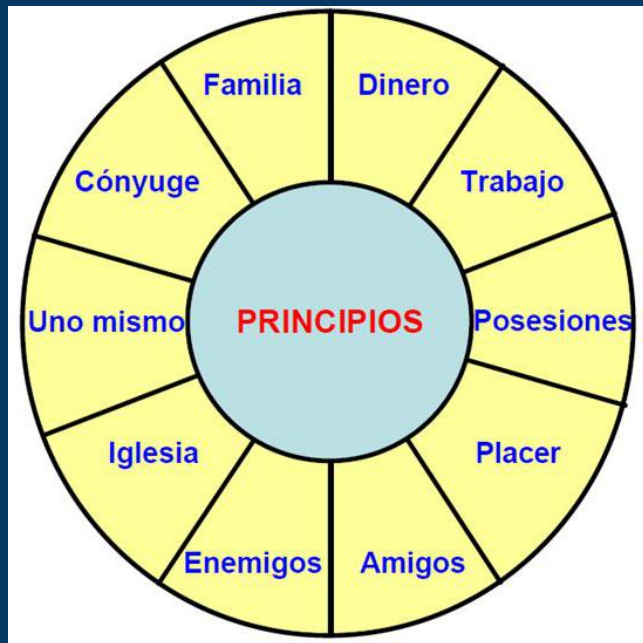 Familia
Dinero
Cónyuge
Trabajo
Uno mismo
PRINCIPIOS
Posesiones
Iglesia
Placer
Enemigos
Amigos